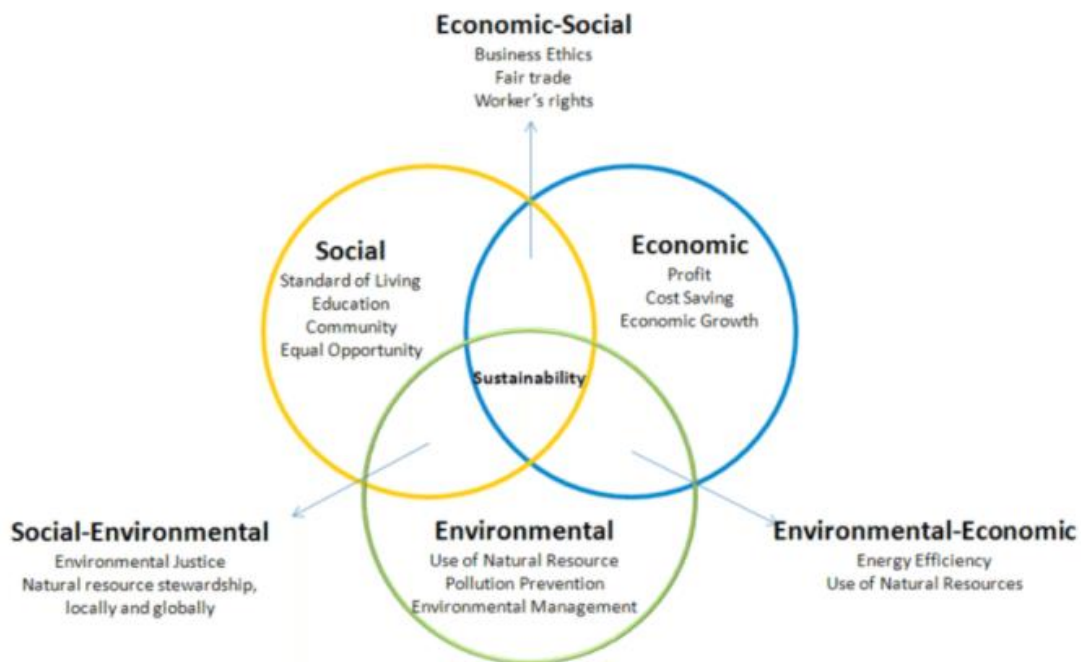 Economic-Social
Business Ethics
Fair trade
Worker´s rights
Social
Standard of Living
Education
Community
Equal Opportunity
Economic
Profit
Cost Saving
Economic Growth
Sustainability
Social-Environmental
Environmental Justice
Natural resource stewardship,
locally and globally
Environmental
Use of Natural Resource
Pollution Prevention
Environmental Management
Environmental-Economic
Energy Efficiency
Use of Natural Resources